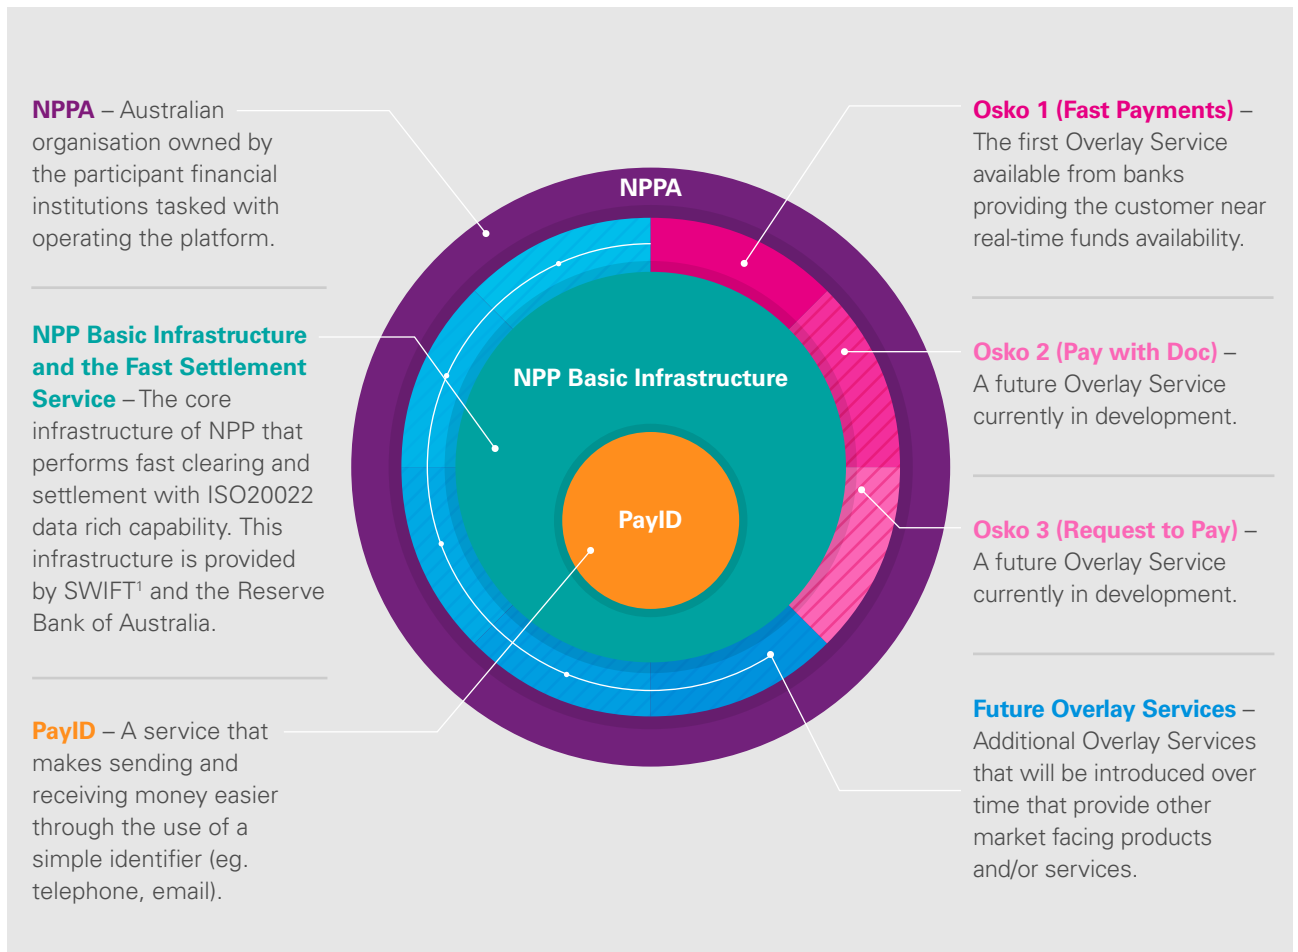 NPPA – Australian
organisation owned by
the participant financial
institutions tasked with
operating the platform.
NPP Basic Infrastructure
and the Fast Settlement
Service – The core
infrastructure of NPP that
performs fast clearing and
settlement with ISO20022
data rich capability. This
infrastructure is provided
by SWIFT¹ and the Reserve
Bank of Australia.
PayID – A service that
makes sending and
receiving money easier
through the use of a
simple identifier (eg.
telephone, email).
NPPA
NPP Basic Infrastructure
PayID
Osko 1 (Fast Payments) –
The first Overlay Service
available from banks
providing the customer near
real-time funds availability.
Osko 2 (Pay with Doc) –
A future Overlay Service
currently in development.
Osko 3 (Request to Pay) –
A future Overlay Service
currently in development.
Future Overlay Services –
Additional Overlay Services
that will be introduced over
time that provide other
market facing products
and/or services.